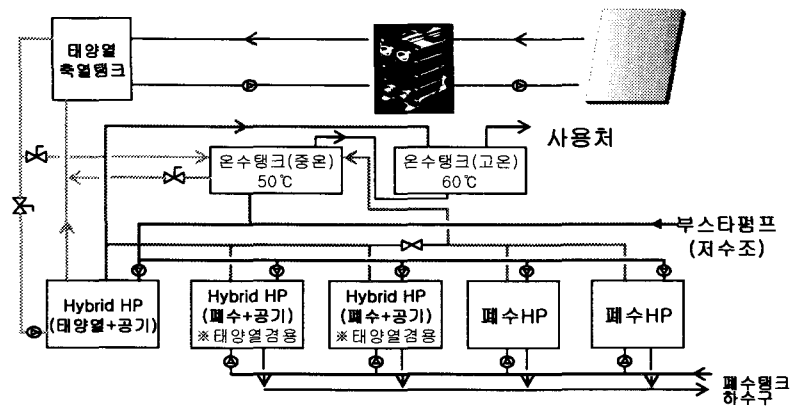 태양열
축열탱크
사용처
온수탱크(중온)
50℃
온수탱크(고온)
60℃
부스타펌프
(저수조)
Hybrid HP
(태양열+공기)
Hybrid HP
(폐수+공기)
※태양열겸용
Hybrid HP
(폐수+공기)
※태양열겸용
폐수HP
폐수HP
폐수탱크
하수구